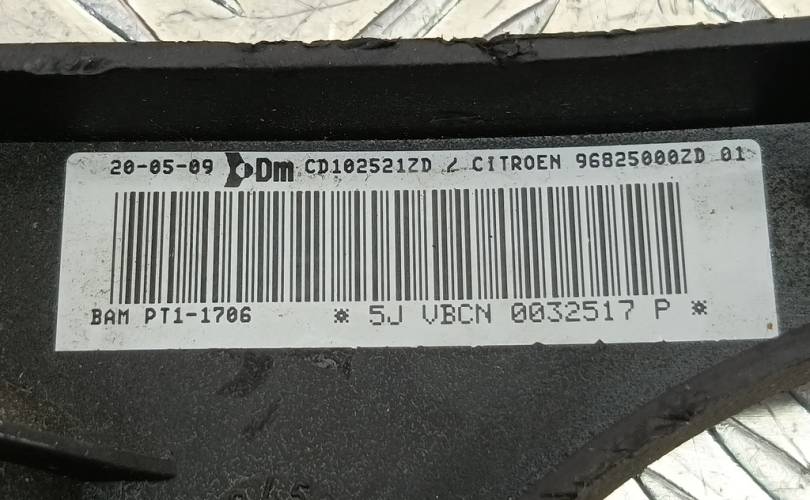 20-05-09 Dm CD102521ZD / CITROEN 96825000ZD 01
BAM PT1-1706 * 5J VBCN 0032517 P *